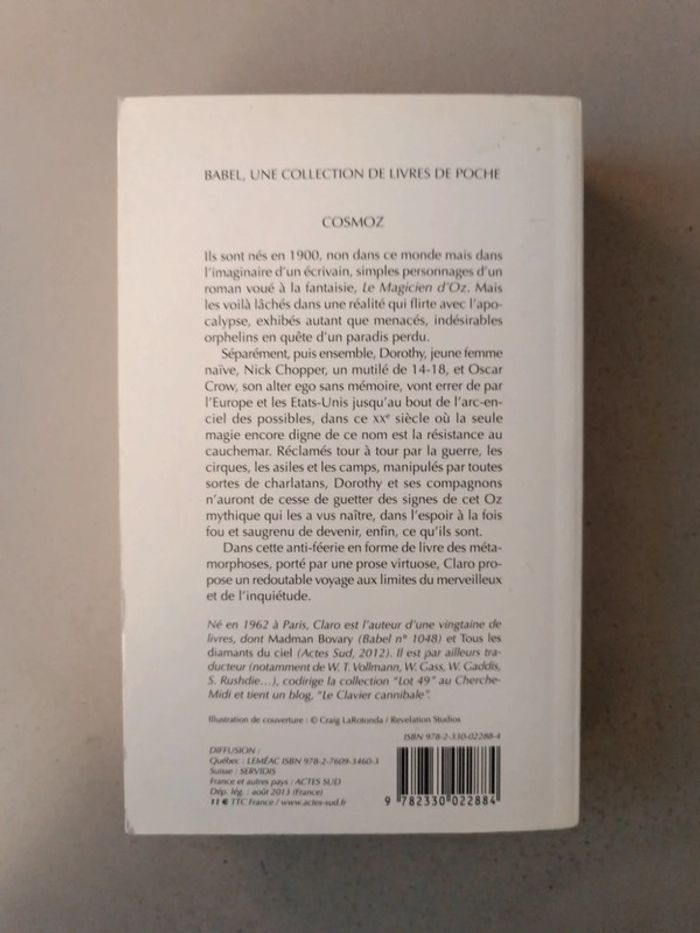 BABEL, UNE COLLECTION DE LIVRES DE POCHE
COSMOZ
Ils sont nés en 1900, non dans ce monde mais dans
l'imaginaire d'un écrivain, simples personnages d'un
roman voué à la fantaisie, Le Magicien d'Oz. Mais
les voilà lâchés dans une réalité qui flirte avec l'apo-
calypse, exhibés autant que menacés, indésirables
orphelins en quête d'un paradis perdu.
Séparément, puis ensemble, Dorothy, jeune femme
naïve, Nick Chopper, un mutilé de 14-18, et Oscar
Crow, son alter ego sans mémoire, vont errer de par
l'Europe et les Etats-Unis jusqu'au bout de l'arc-en-
ciel des possibles, dans ce XXe siècle où la seule
magie encore digne de ce nom est la résistance au
cauchemar. Réclamés tour à tour par la guerre, les
cirques, les asiles et les camps, manipulés par toutes
sortes de charlatans, Dorothy et ses compagnons
n'auront de cesse de guetter des signes de cet Oz
mythique qui les a vus naître, dans l'espoir à la fois
fou et saugrenu de devenir, enfin, ce qu'ils sont.
Dans cette anti-féerie en forme de livre des méta-
morphoses, porté par une prose virtuose, Claro pro-
pose un redoutable voyage aux limites du merveilleux
et de l'inquiétude.
Né en 1962 à Paris, Claro est l'auteur d'une vingtaine de
livres, dont Madman Bovary (Babel n° 1048) et Tous les
diamants du ciel (Actes Sud, 2012). Il est par ailleurs tra-
ducteur (notamment de W. T. Vollmann, W. Gass, W. Gaddis,
S. Rushdie...), codirige la collection "Lot 49" au Cherche-
Midi et tient un blog, "Le Clavier cannibale".
Illustration de couverture : © Craig LaRotonda / Revelation Studios
ISBN 978-2-330-02288-4
DIFFUSION :
Québec : LEMÉAC ISBN 978-2-7609-3460-3
Suisse : SERVIDIS
France et autres pays : ACTES SUD
Dép. lég. : août 2013 (France)
11 € TTC France / www.actes-sud.fr
9 782330 022884